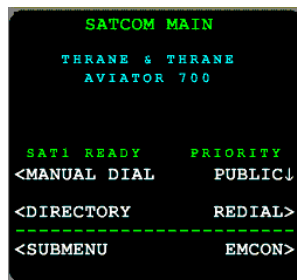 SATCOM MAIN
THRANE & THRANE
AVIATOR 700
SAT1 READY PRIORITY
<MANUAL DIAL PUBLIC↓
<DIRECTORY REDIAL>
------------------------
<SUBMENU EMCON>